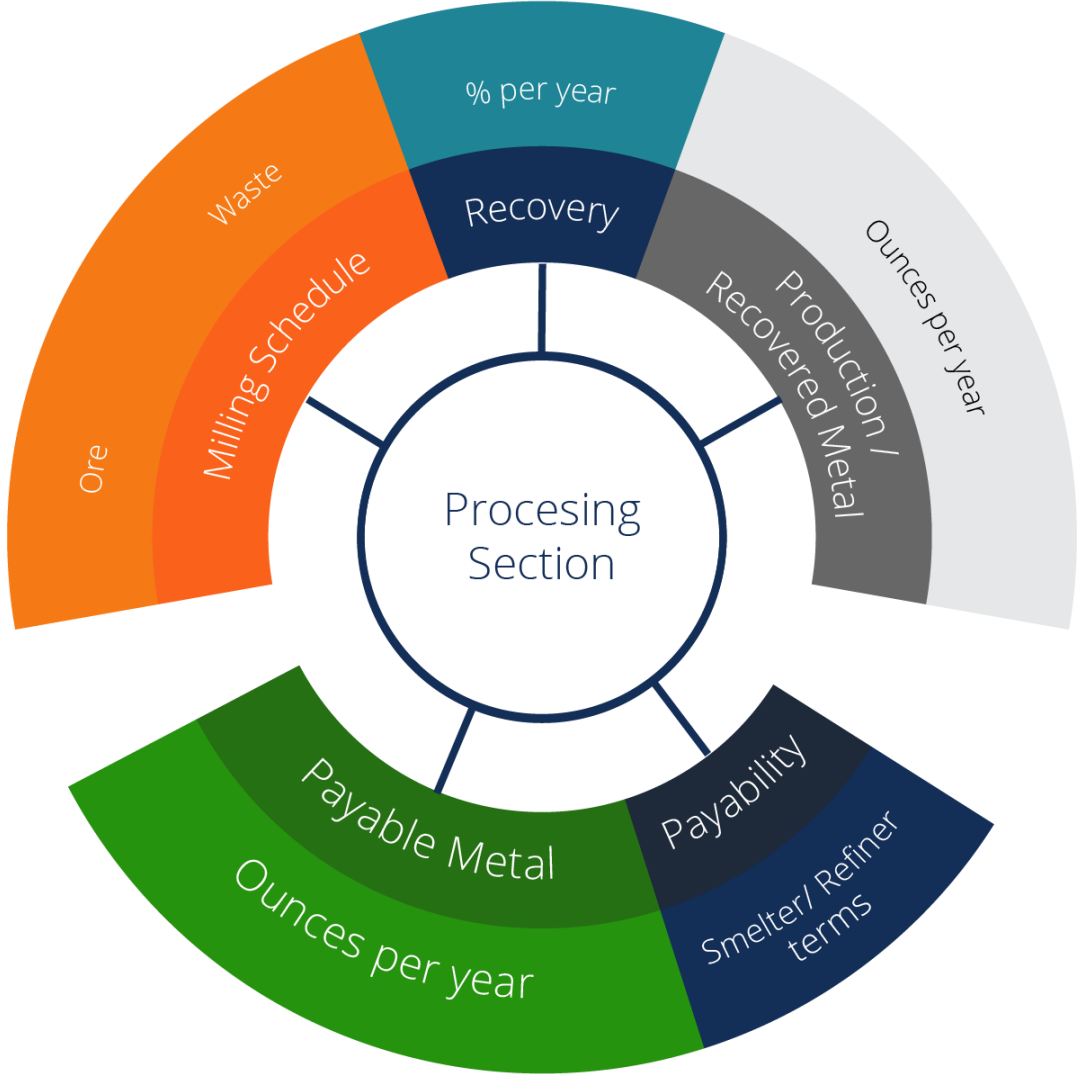 % per year
Recovery
Waste
Ore
Milling Schedule
Ounces per year
Production /
Recovered Metal
Procesing
Section
Payable Metal
Ounces per year
Payability
Smelter/ Refiner
terms